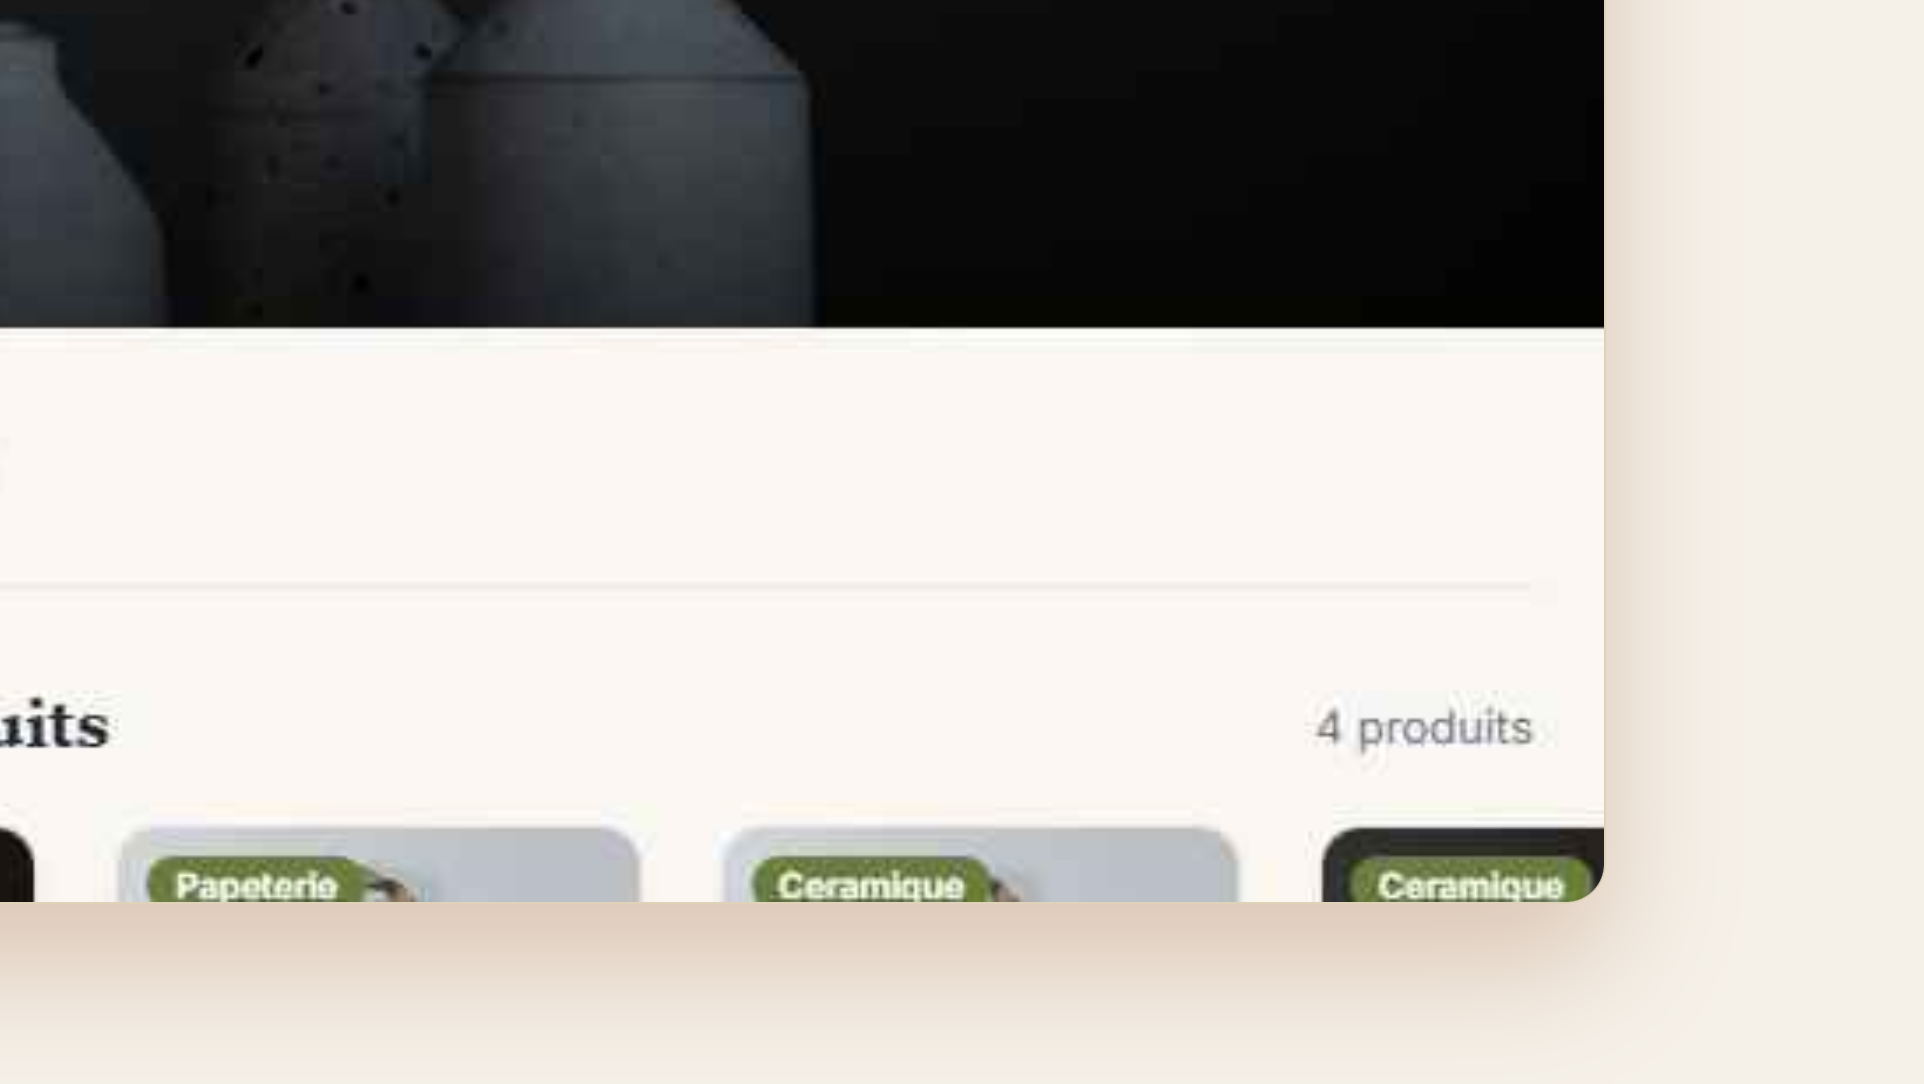 uits
4 produits
Papeterie
Ceramique
Ceramique